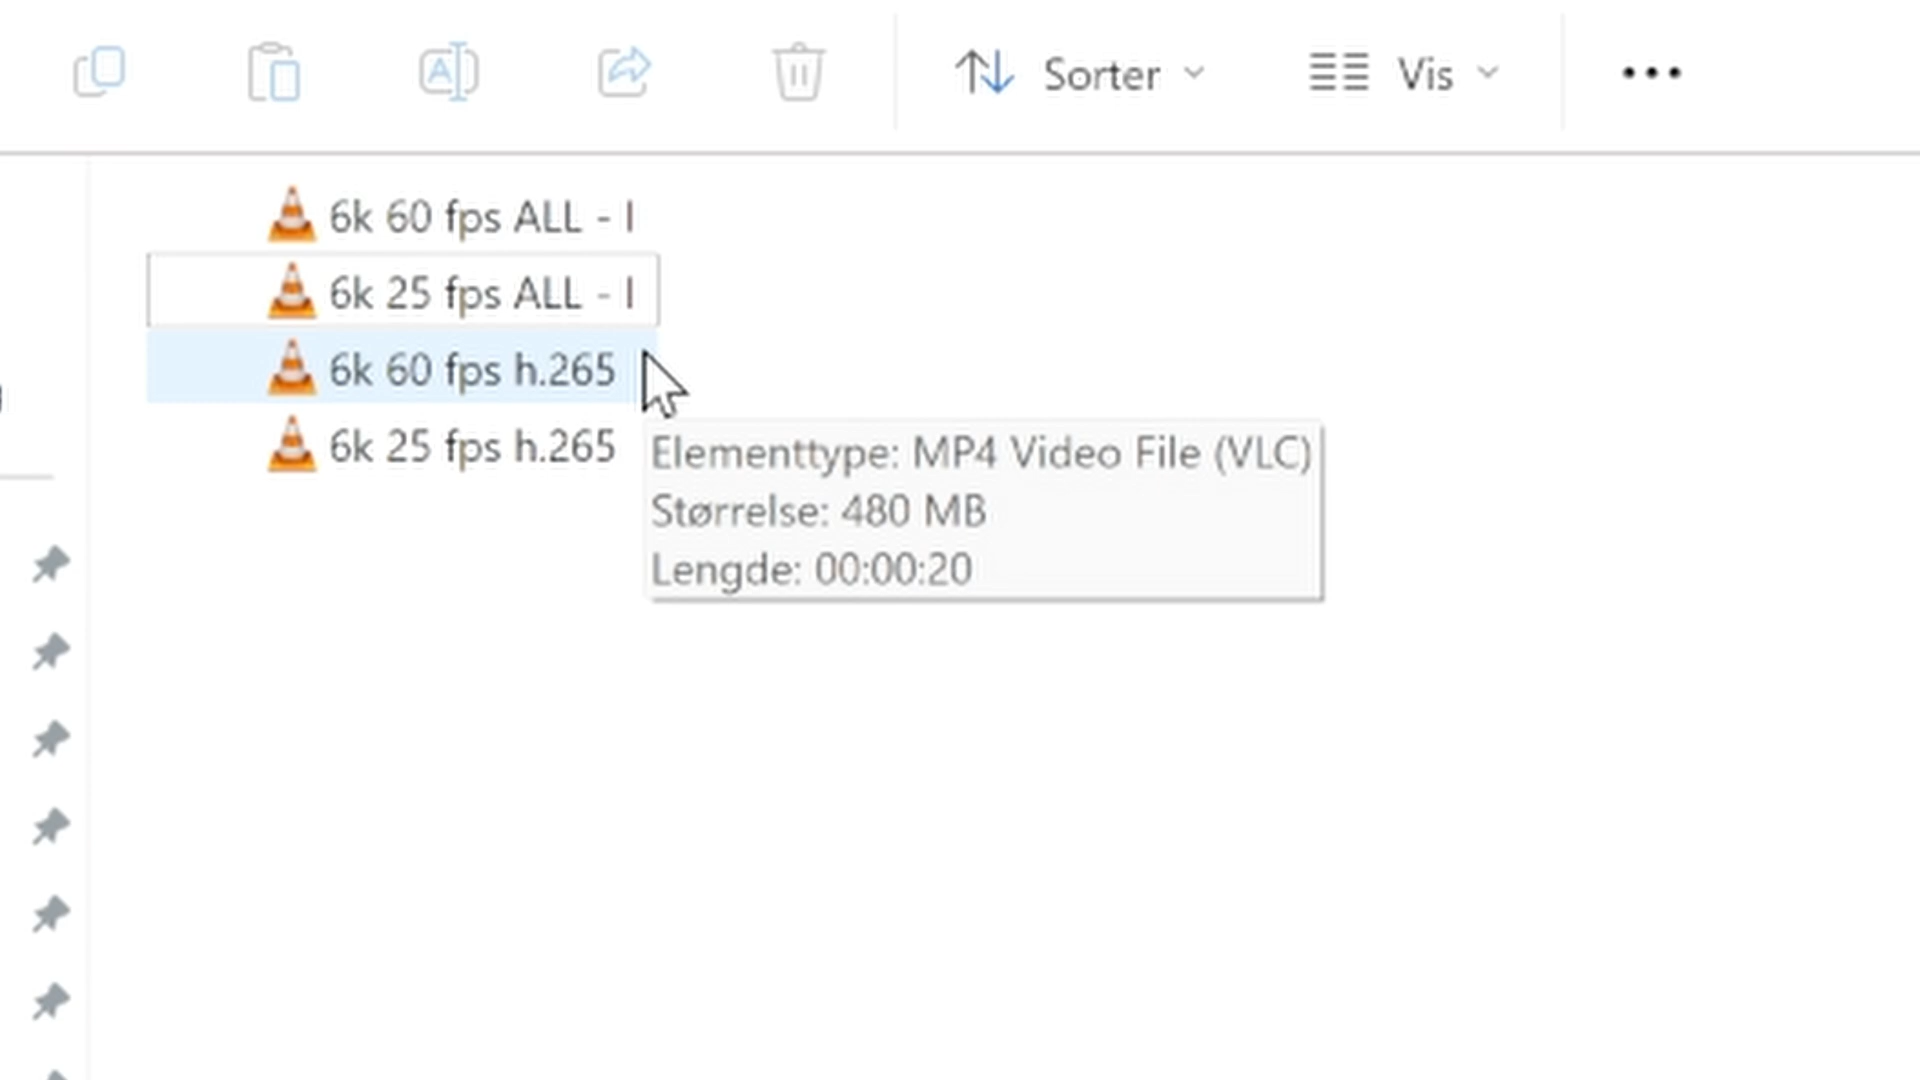 Sorter
Vis
6k 60 fps ALL - I
6k 25 fps ALL - I
6k 60 fps h.265
6k 25 fps h.265
Elementtype: MP4 Video File (VLC)
Størrelse: 480 MB
Lengde: 00:00:20